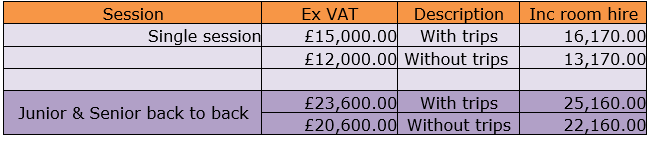 Session Ex VAT Description Inc room hire
Single session £15,000.00 With trips 16,170.00
£12,000.00 Without trips 13,170.00
£23,600.00 With trips 25,160.00
Junior & Senior back to back
£20,600.00 Without trips 22,160.00